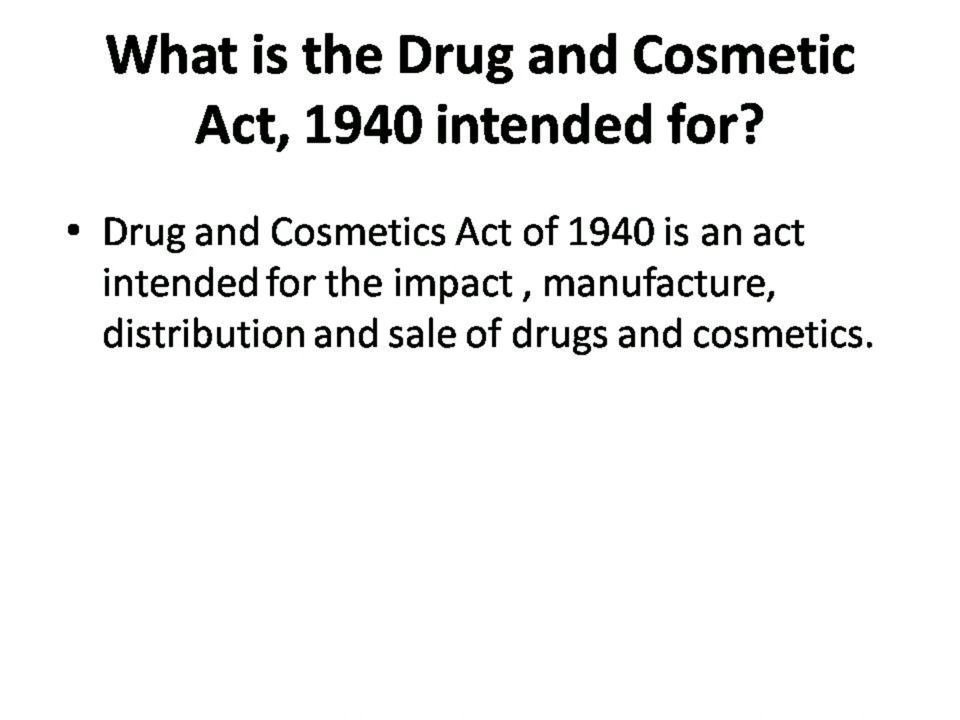 What is the Drug and Cosmetic
Act, 1940 intended for?
• Drug and Cosmetics Act of 1940 is an act
intended for the impact , manufacture,
distribution and sale of drugs and cosmetics.